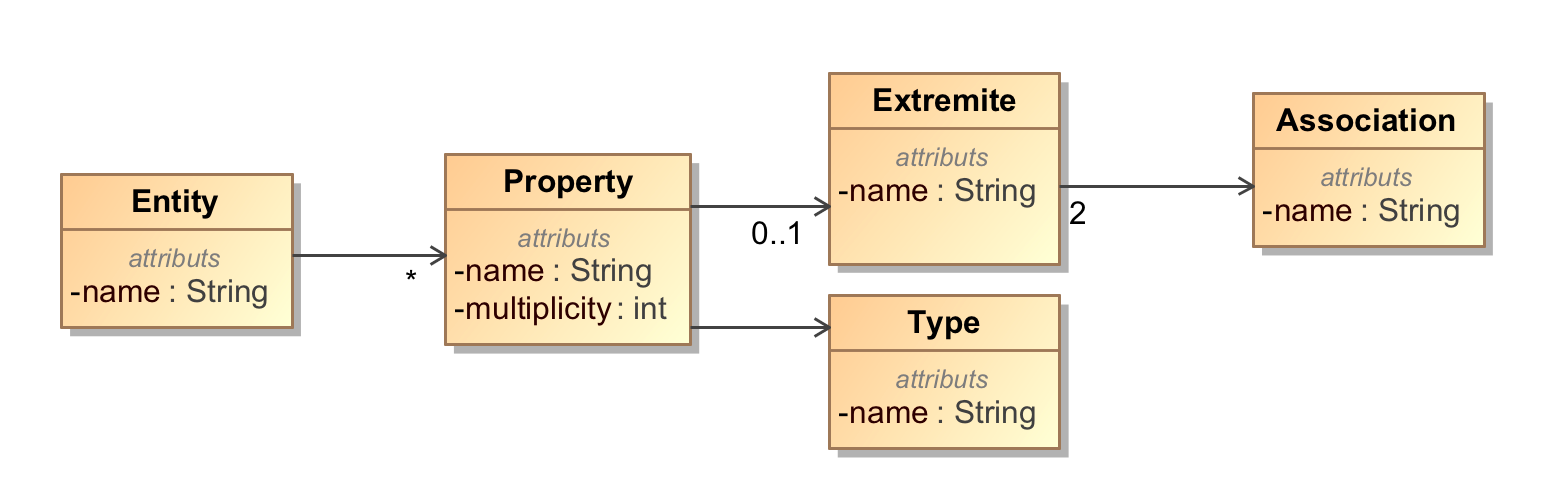 Entity
attributs
-name : String
*
Property
attributs
-name : String
-multiplicity : int
0..1
Extremite
attributs
-name : String
2
Type
attributs
-name : String
Association
attributs
-name : String